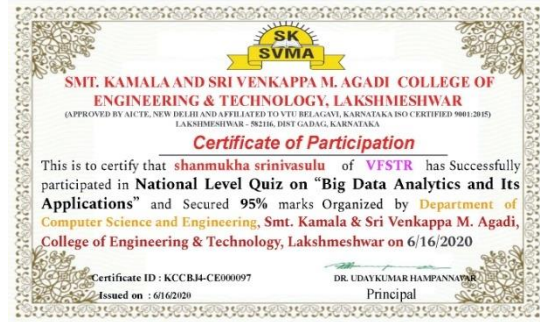 SK
SVMA
SMT. KAMALA AND SRI VENKAPPA M. AGADI COLLEGE OF
ENGINEERING & TECHNOLOGY, LAKSHMESHWAR
(APPROVED BY AICTE, NEW DELHI AND AFFILIATED TO VTU BELAGAVI, KARNATAKA ISO CERTIFIED 9001:2015)
LAKSHMESHWAR - 582116, DIST GADAG, KARNATAKA
Certificate of Participation
This is to certify that shanmukha srinivasulu of VFSTR has Successfully
participated in National Level Quiz on “Big Data Analytics and Its
Applications” and Secured 95% marks Organized by Department of
Computer Science and Engineering, Smt. Kamala & Sri Venkappa M. Agadi,
College of Engineering & Technology, Lakshmeshwar on 6/16/2020
Certificate ID : KCCBJ4-CE000097
Issued on : 6/16/2020
DR. UDAYKUMAR HAMPANNAVAR
Principal